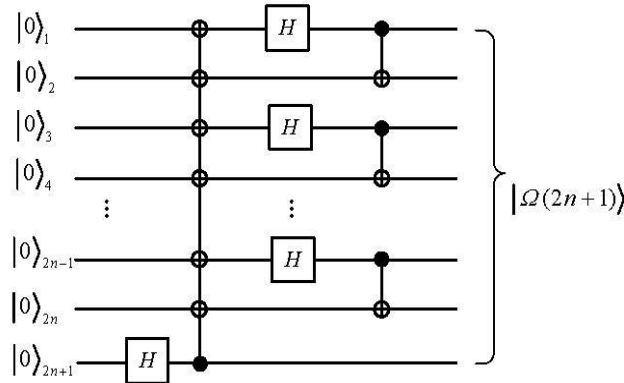 |0⟩₁ H
|0⟩₂
|0⟩₃ H
|0⟩₄
⋮ ⋮
|0⟩₂ₙ₋₁ H
|0⟩₂ₙ
|0⟩₂ₙ₊₁ H
|Ω(2n+1)⟩